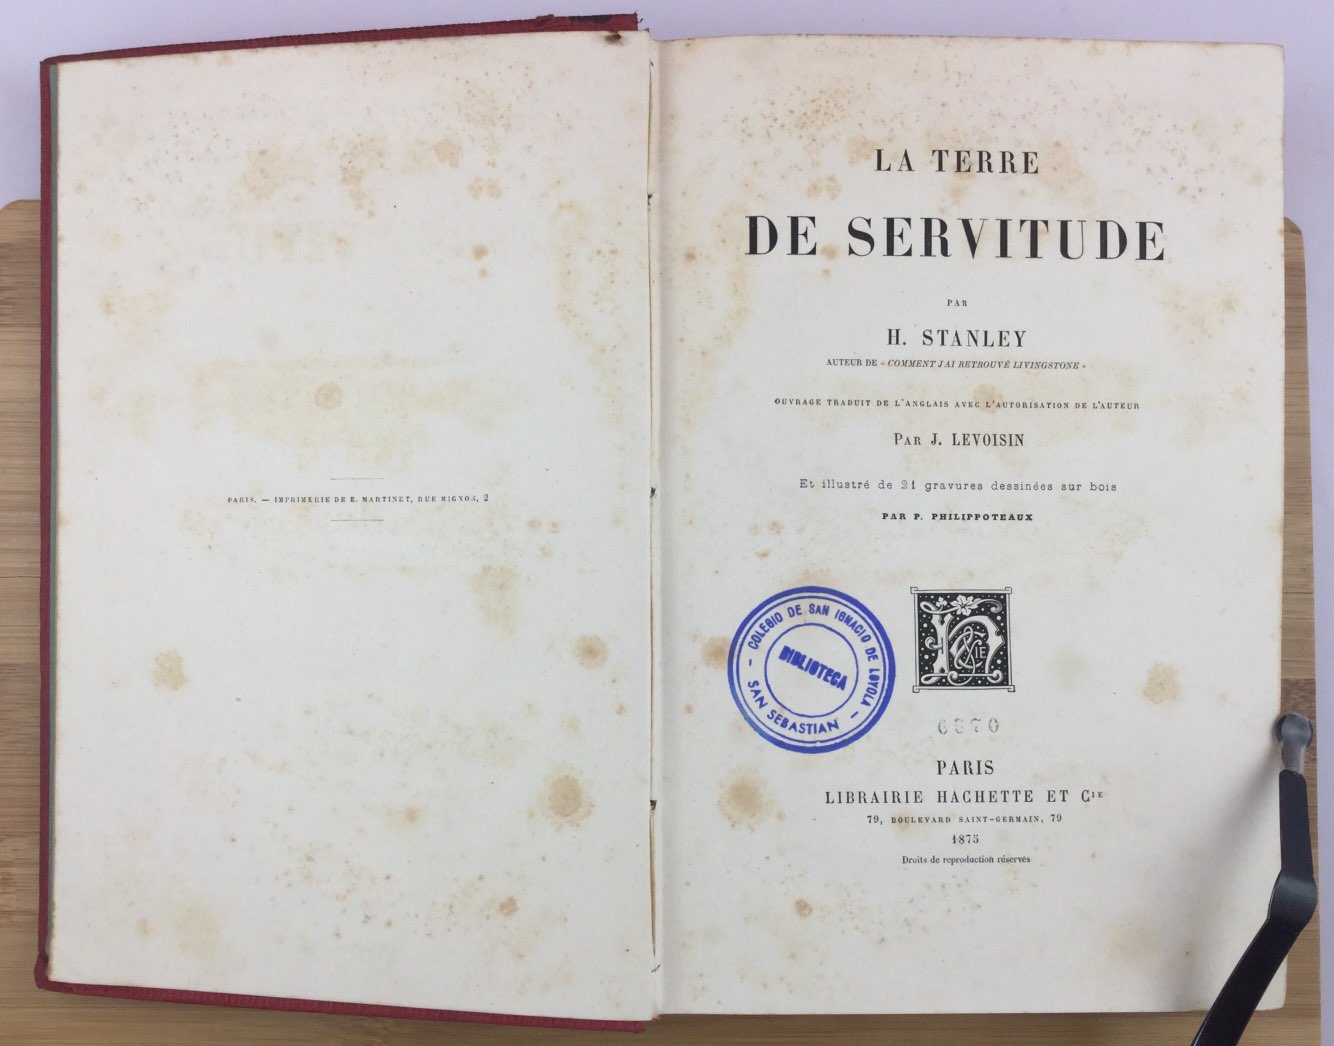 PARIS. — IMPRIMERIE DE E. MARTINET, RUE MIGNON, 2
LA TERRE
DE SERVITUDE
PAR
H. STANLEY
AUTEUR DE « COMMENT J'AI RETROUVÉ LIVINGSTONE »
OUVRAGE TRADUIT DE L'ANGLAIS AVEC L'AUTORISATION DE L'AUTEUR
PAR J. LEVOISIN
Et illustré de 21 gravures dessinées sur bois
PAR P. PHILIPPOTEAUX
COLEGIO DE SAN IGNACIO DE LOYOLA
BIBLIOTECA
— SAN SEBASTIAN —
H & CIE
PARIS
LIBRAIRIE HACHETTE ET CIE
79, BOULEVARD SAINT-GERMAIN, 79
1875
Droits de reproduction réservés